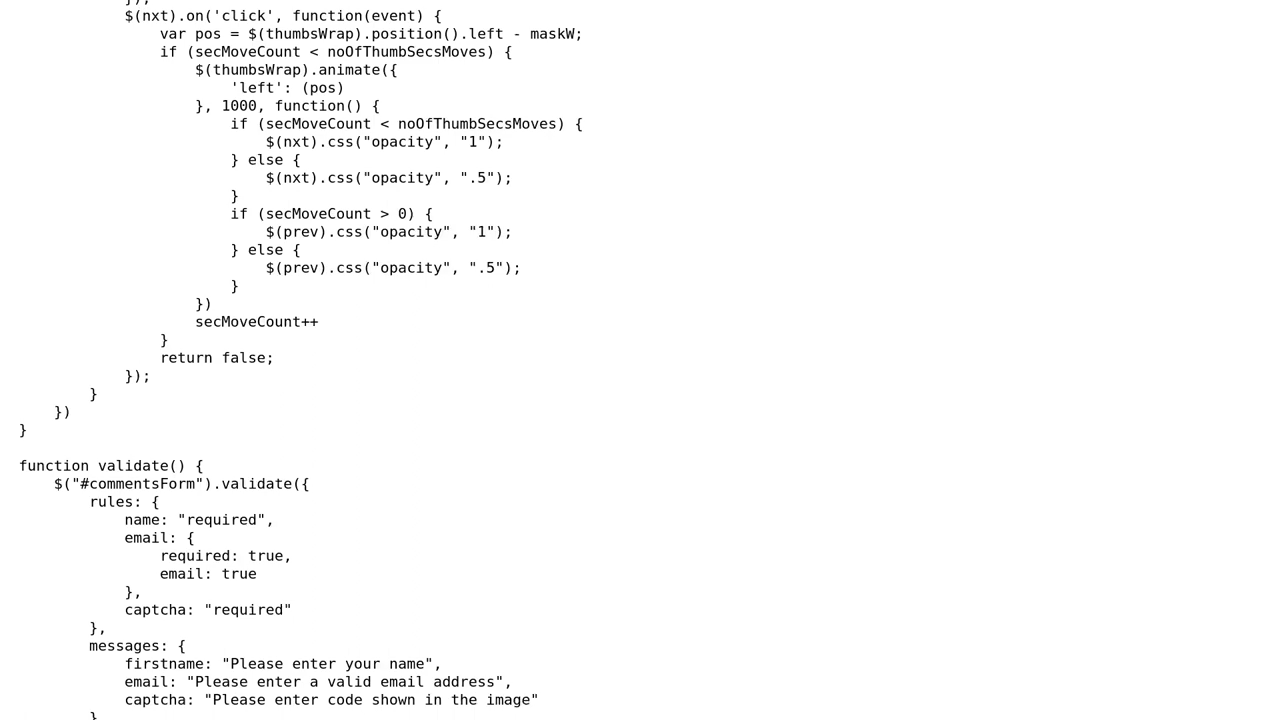 });
$(nxt).on('click', function(event) {
var pos = $(thumbsWrap).position().left - maskW;
if (secMoveCount < noOfThumbSecsMoves) {
$(thumbsWrap).animate({
'left': (pos)
}, 1000, function() {
if (secMoveCount < noOfThumbSecsMoves) {
$(nxt).css("opacity", "1");
} else {
$(nxt).css("opacity", ".5");
}
if (secMoveCount > 0) {
$(prev).css("opacity", "1");
} else {
$(prev).css("opacity", ".5");
}
})
secMoveCount++
}
return false;
});
}
})
}

function validate() {
$("#commentsForm").validate({
rules: {
name: "required",
email: {
required: true,
email: true
},
captcha: "required"
},
messages: {
firstname: "Please enter your name",
email: "Please enter a valid email address",
captcha: "Please enter code shown in the image"
}